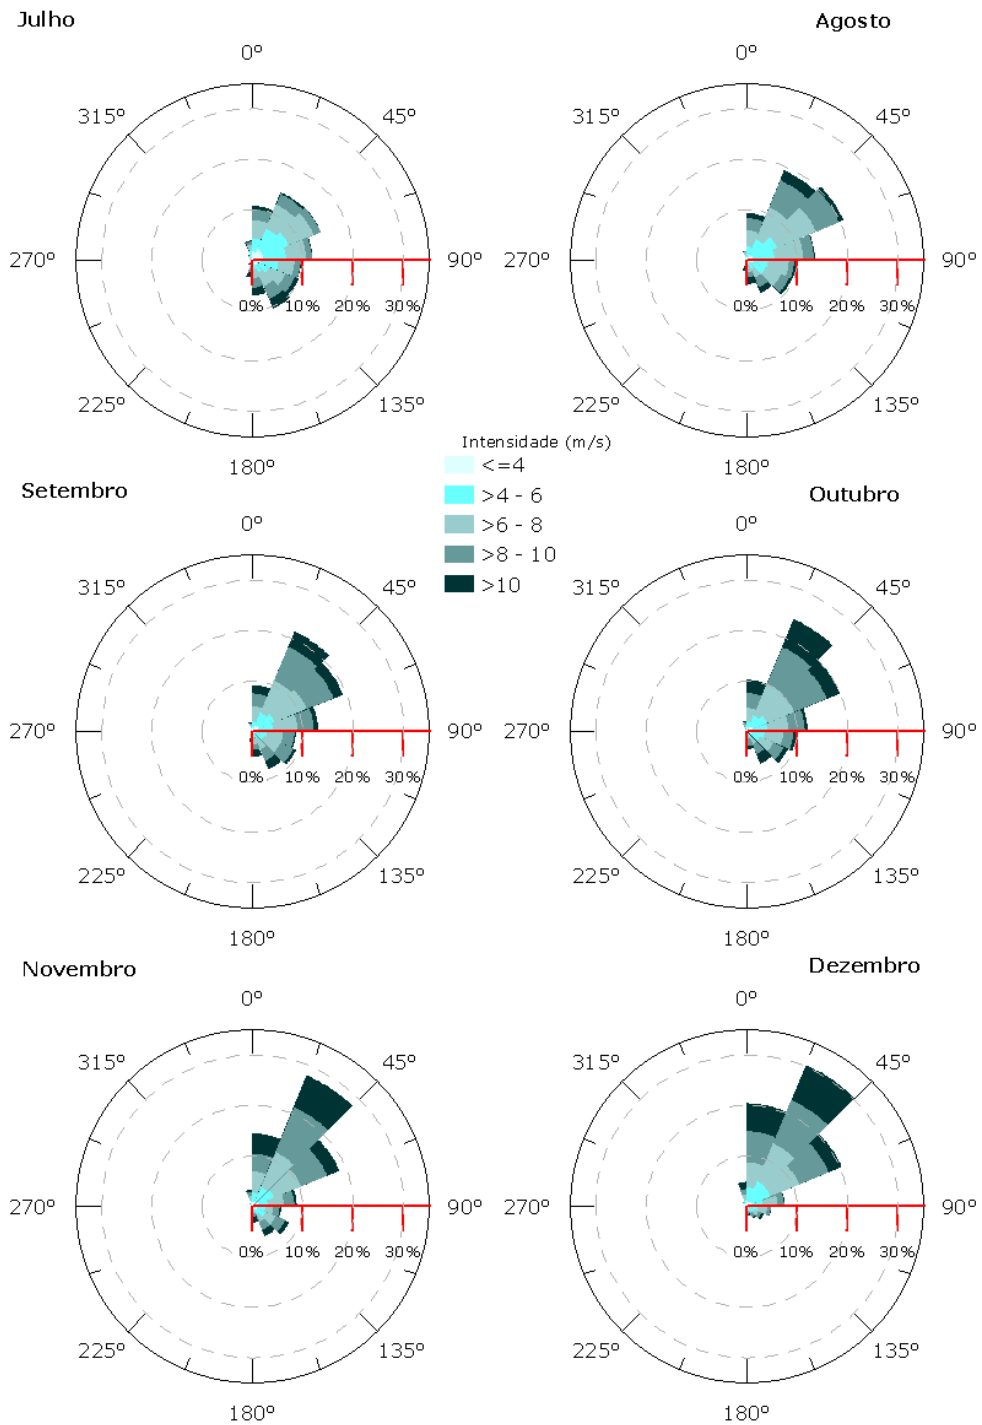 Julho
Agosto
0º
0º
315º
45º
315º
45º
270º
90º
270º
90º
0%
10%
20%
30%
0%
10%
20%
30%
225º
135º
225º
135º
180º
180º
Intensidade (m/s)
<=4
>4 - 6
>6 - 8
>8 - 10
>10
Setembro
Outubro
0º
0º
315º
45º
315º
45º
270º
90º
270º
90º
0%
10%
20%
30%
0%
10%
20%
30%
225º
135º
225º
135º
180º
180º
Novembro
Dezembro
0º
0º
315º
45º
315º
45º
270º
90º
270º
90º
0%
10%
20%
30%
0%
10%
20%
30%
225º
135º
225º
135º
180º
180º